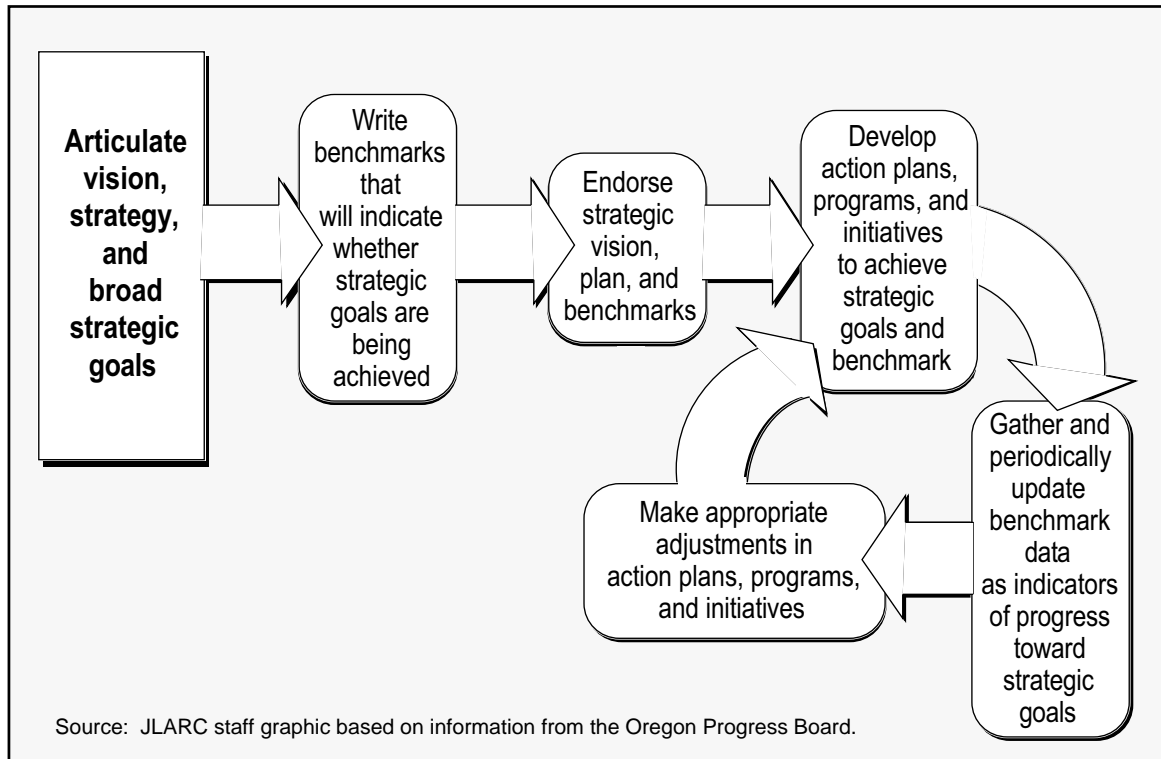 Articulate
vision,
strategy,
and
broad
strategic
goals
Write
benchmarks
that
will indicate
whether
strategic
goals are
being
achieved
Endorse
strategic
vision,
plan, and
benchmarks
Develop
action plans,
programs, and
initiatives
to achieve
strategic
goals and
benchmark
Gather and
periodically
update
benchmark
data
as indicators
of progress
toward
strategic
goals
Make appropriate
adjustments in
action plans, programs,
and initiatives
Source:  JLARC staff graphic based on information from the Oregon Progress Board.